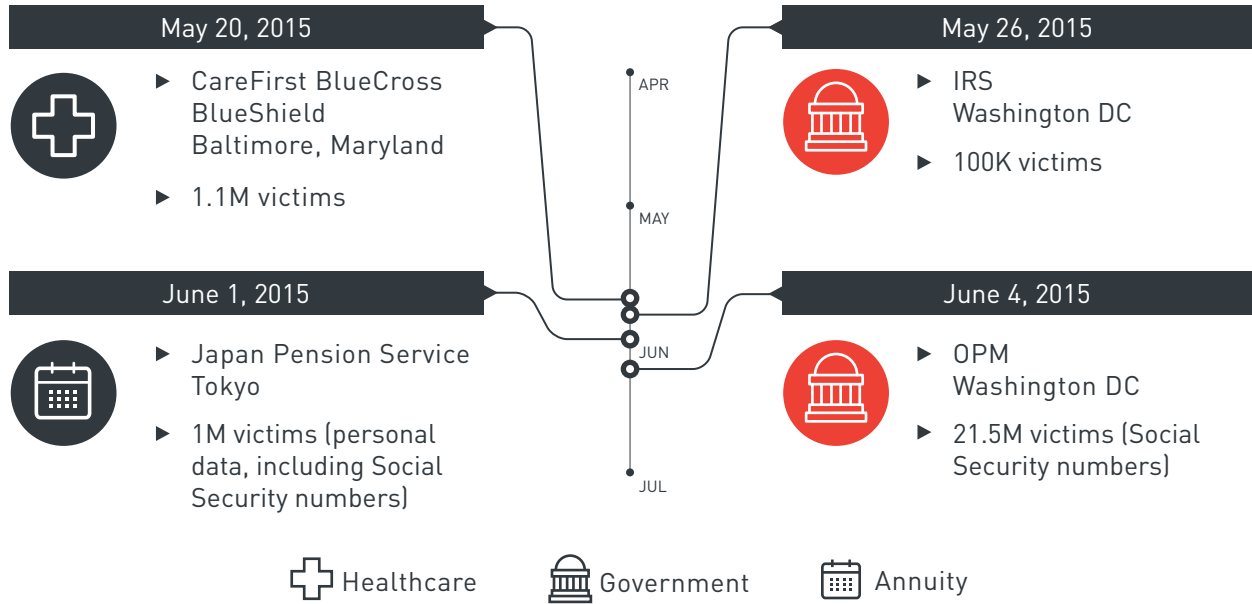 May 20, 2015
CareFirst BlueCross
BlueShield
Baltimore, Maryland
1.1M victims
May 26, 2015
IRS
Washington DC
100K victims
APR
MAY
JUN
JUL
June 1, 2015
Japan Pension Service
Tokyo
1M victims (personal
data, including Social
Security numbers)
June 4, 2015
OPM
Washington DC
21.5M victims (Social
Security numbers)
Healthcare
Government
Annuity